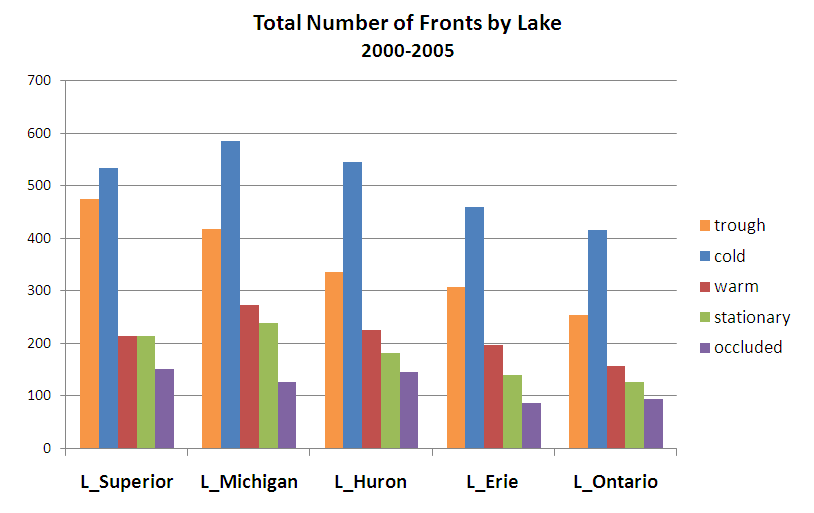 Total Number of Fronts by Lake
2000-2005
700
600
500
400
300
200
100
0
L_Superior
L_Michigan
L_Huron
L_Erie
L_Ontario
trough
cold
warm
stationary
occluded